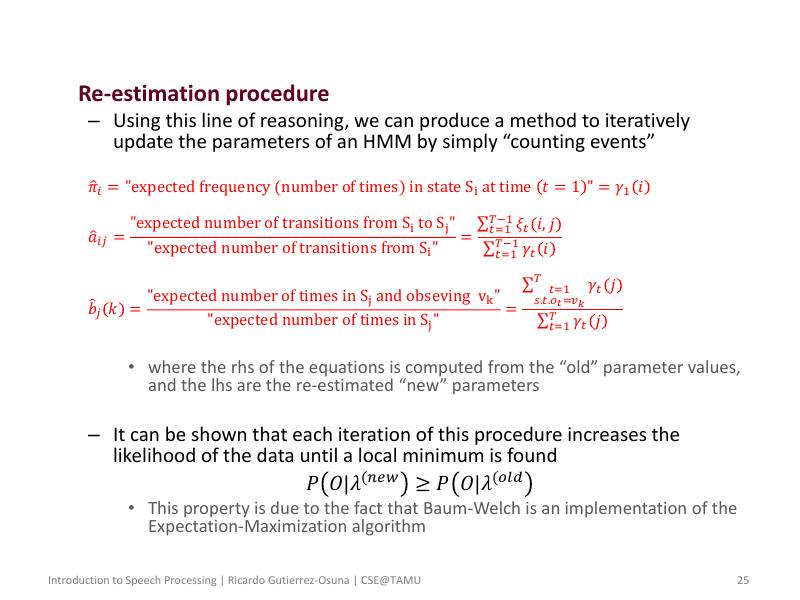 Re-estimation procedure
– Using this line of reasoning, we can produce a method to iteratively
update the parameters of an HMM by simply “counting events”
π̂ᵢ = "expected frequency (number of times) in state Sᵢ at time (t = 1)" = γ₁(i)
âᵢⱼ = "expected number of transitions from Sᵢ to Sⱼ" / "expected number of transitions from Sᵢ" = ∑_{t=1}^{T−1} ξₜ(i, j) / ∑_{t=1}^{T−1} γₜ(i)
b̂ⱼ(k) = "expected number of times in Sⱼ and obseving vₖ" / "expected number of times in Sⱼ" = ∑^{T}_{t=1 s.t.oₜ=vₖ} γₜ(j) / ∑_{t=1}^{T} γₜ(j)
• where the rhs of the equations is computed from the “old” parameter values,
and the lhs are the re-estimated “new” parameters
– It can be shown that each iteration of this procedure increases the
likelihood of the data until a local minimum is found
P(O|λ^{(new}) ≥ P(O|λ^{(old})
• This property is due to the fact that Baum-Welch is an implementation of the
Expectation-Maximization algorithm
Introduction to Speech Processing | Ricardo Gutierrez-Osuna | CSE@TAMU 25